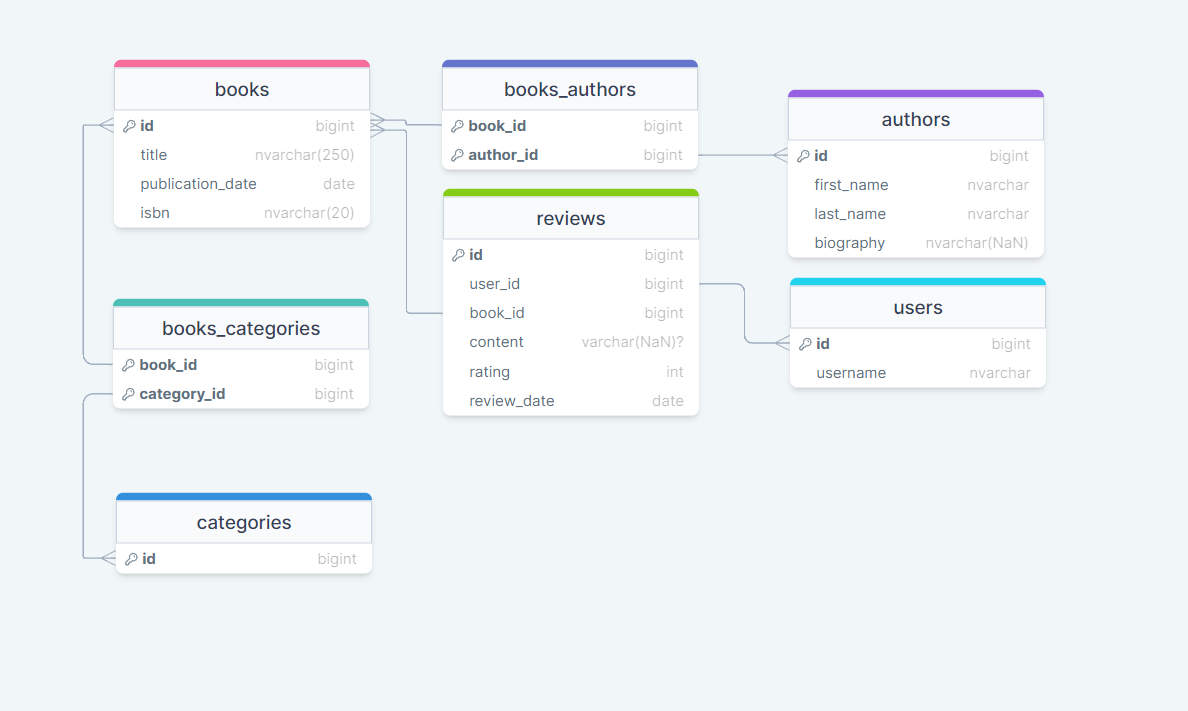 books
id bigint
title nvarchar(250)
publication_date date
isbn nvarchar(20)
books_authors
book_id bigint
author_id bigint
authors
id bigint
first_name nvarchar
last_name nvarchar
biography nvarchar(NaN)
reviews
id bigint
user_id bigint
book_id bigint
content varchar(NaN)?
rating int
review_date date
users
id bigint
username nvarchar
books_categories
book_id bigint
category_id bigint
categories
id bigint